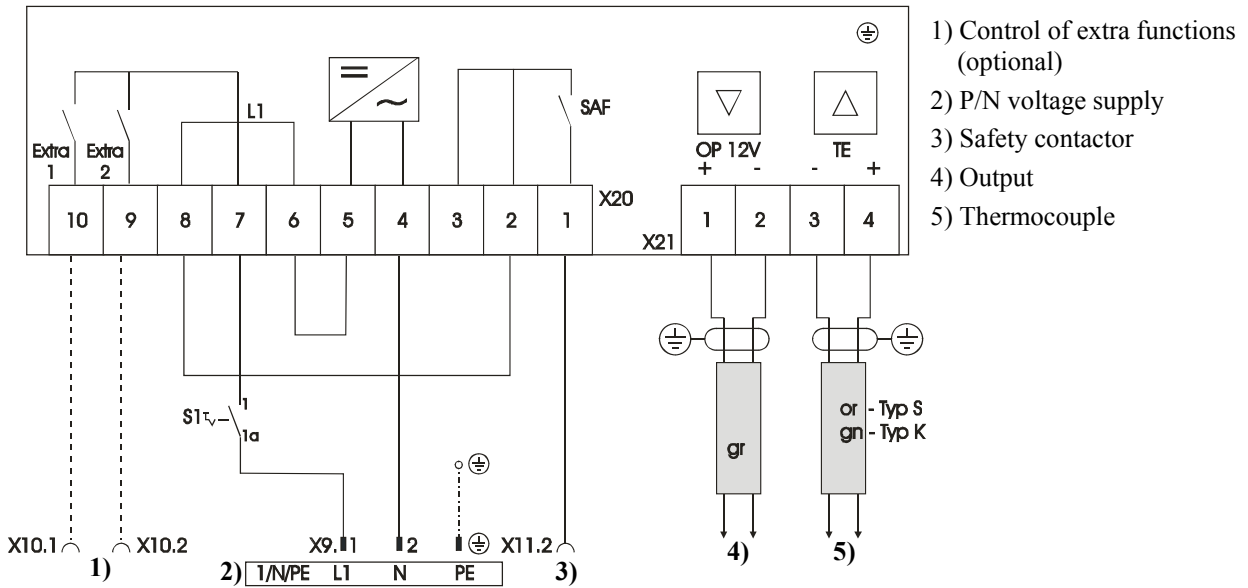 1) Control of extra functions
(optional)
2) P/N voltage supply
3) Safety contactor
4) Output
5) Thermocouple
L1
SAF
Extra Extra
1 2
OP 12V TE
+ - - +
10 9 8 7 6 5 4 3 2 1 X20
X21 1 2 3 4
S1 1
1a
gr
or - Typ S
gn - Typ K
X10.1 X10.2 X9. 1 2 X11.2
1) 2) 1/N/PE L1 N PE 3) 4) 5)